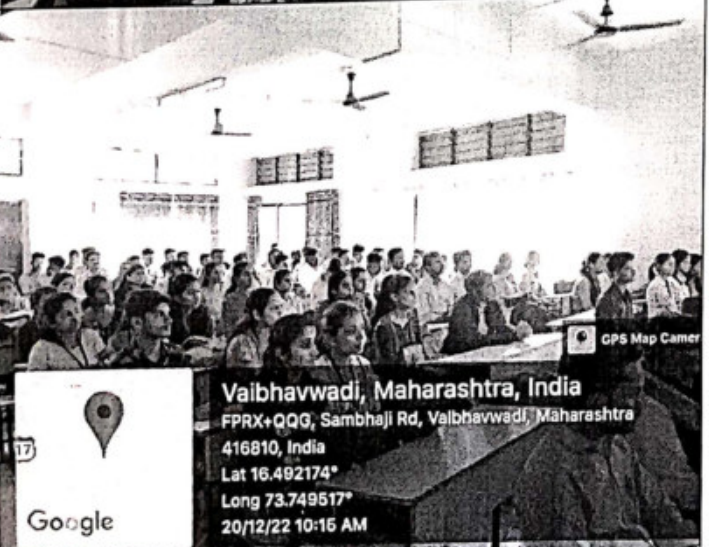 GPS Map Camer
Vaibhavwadi, Maharashtra, India
FPRX+QQG, Sambhaji Rd, Vaibhavwadi, Maharashtra
416810, India
Lat 16.492174°
Long 73.749517°
20/12/22 10:15 AM
17
Google